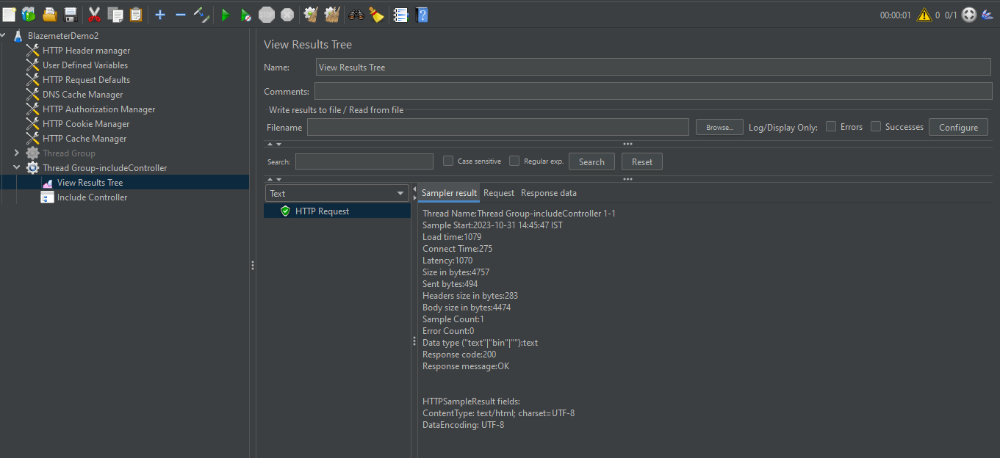 STOP
00:00:01 0 0/1
BlazemeterDemo2
HTTP Header manager
User Defined Variables
HTTP Request Defaults
DNS Cache Manager
HTTP Authorization Manager
HTTP Cookie Manager
HTTP Cache Manager
Thread Group
Thread Group-includeController
View Results Tree
Include Controller
View Results Tree
Name: View Results Tree
Comments:
Write results to file / Read from file
Filename Browse... Log/Display Only: Errors Successes Configure
Search: Case sensitive Regular exp. Search Reset
Text
HTTP Request
Sampler result Request Response data
Thread Name:Thread Group-includeController 1-1
Sample Start:2023-10-31 14:45:47 IST
Load time:1079
Connect Time:275
Latency:1070
Size in bytes:4757
Sent bytes:494
Headers size in bytes:283
Body size in bytes:4474
Sample Count:1
Error Count:0
Data type ("text"|"bin"|""):text
Response code:200
Response message:OK
HTTPSampleResult fields:
ContentType: text/html; charset=UTF-8
DataEncoding: UTF-8